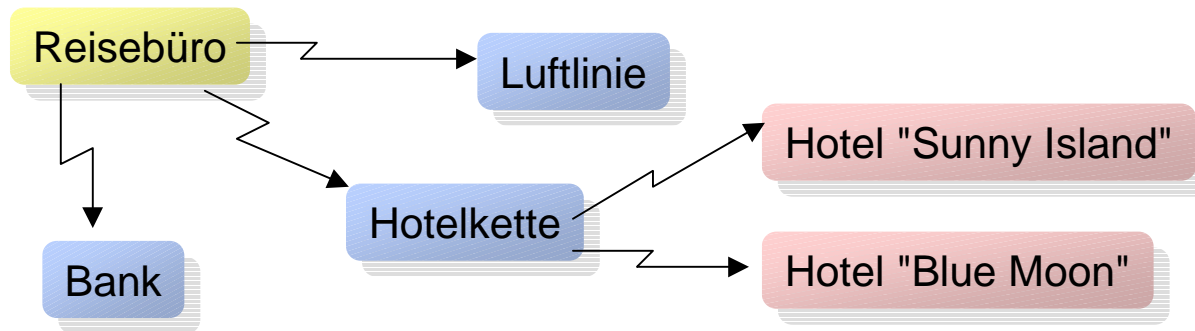 Reisebüro
Luftlinie
Hotel "Sunny Island"
Hotelkette
Hotel "Blue Moon"
Bank